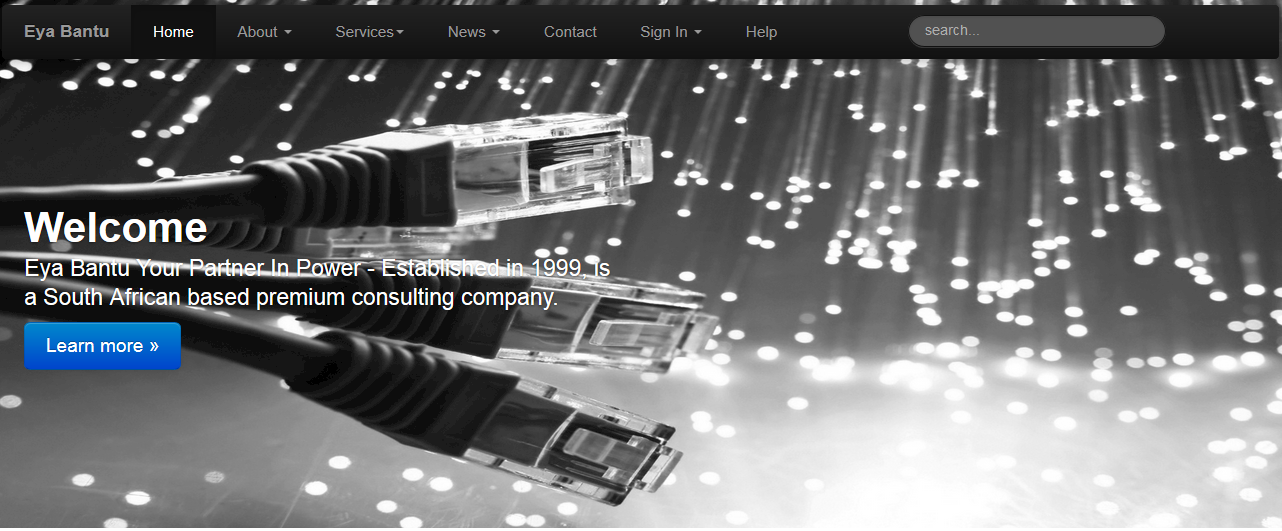 Eya Bantu Home About Services News Contact Sign In Help search...
Welcome
Eya Bantu Your Partner In Power - Established in 1999, is
a South African based premium consulting company.
Learn more »